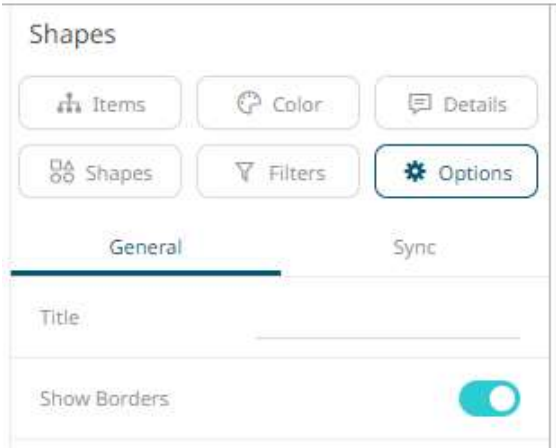 Shapes
Items Color Details
Shapes Filters Options
General Sync
Title
Show Borders